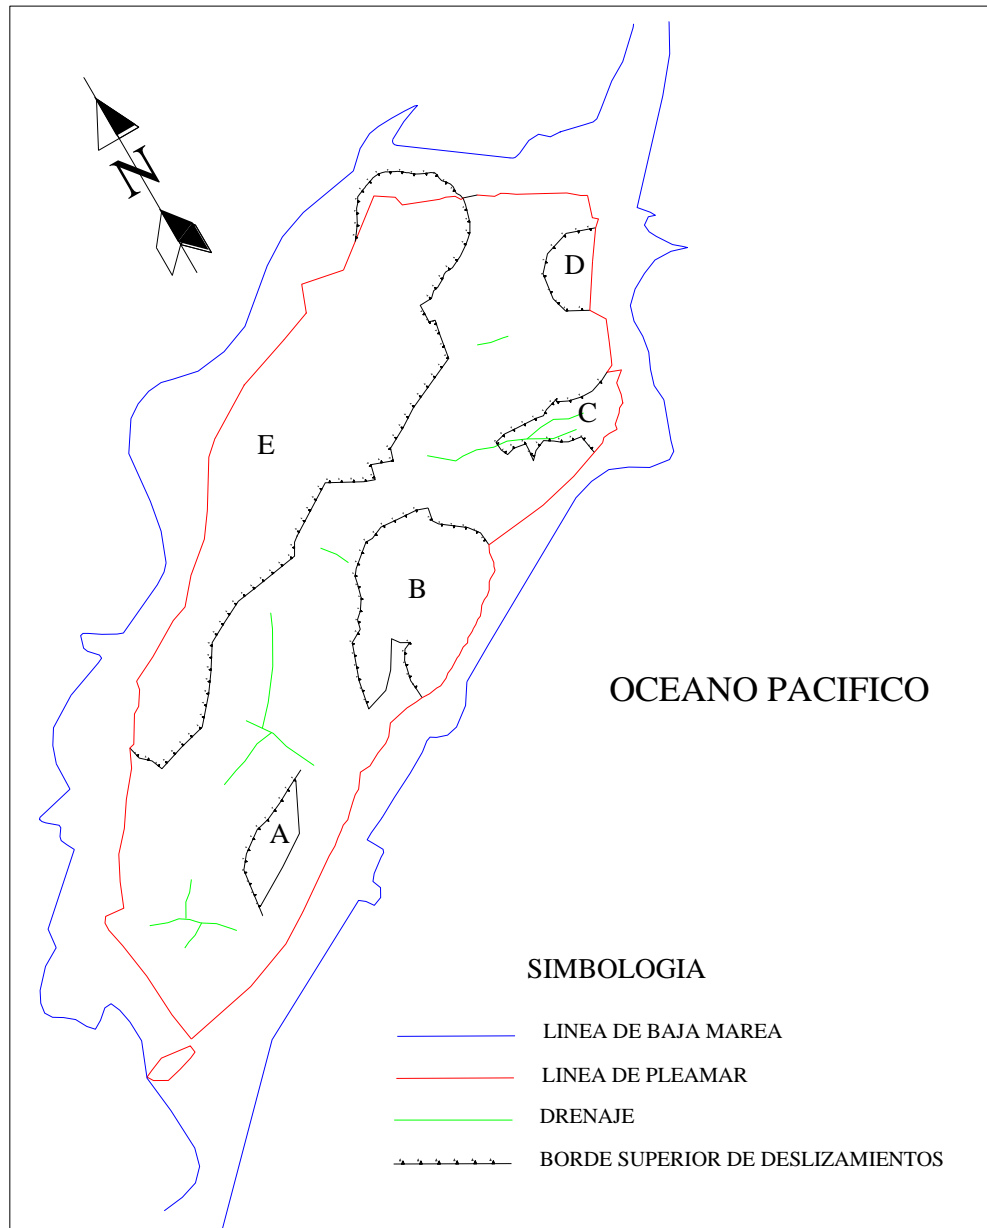 N
D
C
E
B
OCEANO PACIFICO
A
SIMBOLOGIA
LINEA DE BAJA MAREA
LINEA DE PLEAMAR
DRENAJE
BORDE SUPERIOR DE DESLIZAMIENTOS